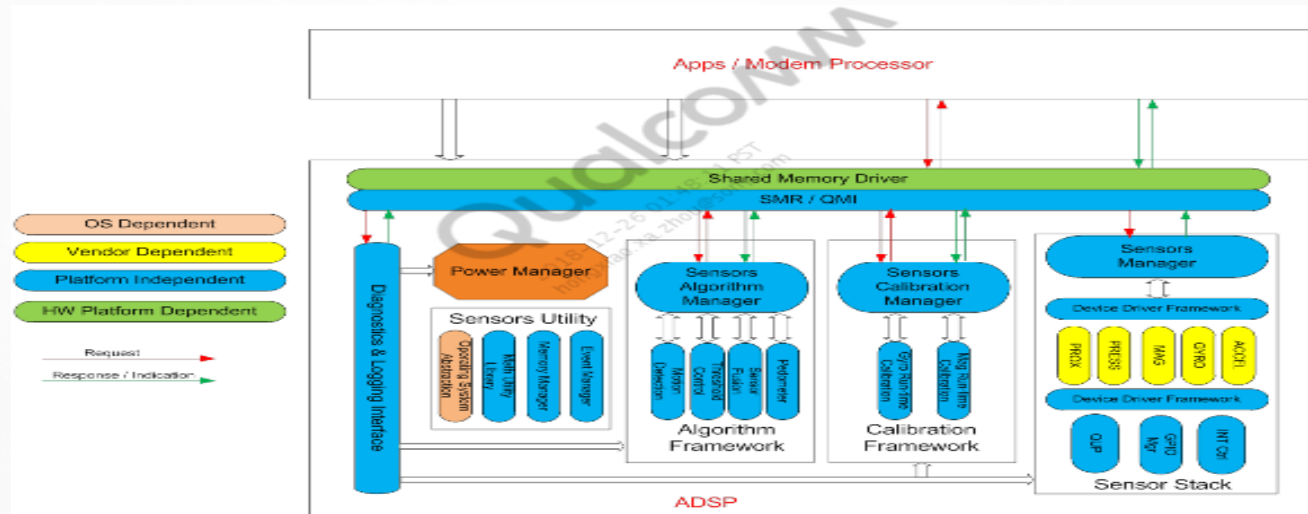 Apps / Modem Processor
Qualcomm
Shared Memory Driver
SMR / QMI
OS Dependent
Vendor Dependent
Platform Independent
HW Platform Dependent
Request
Response / Indication
Diagnostics & Logging Interface
Power Manager
Sensors Utility
Operating System
Abstraction
Math Utility
Library
Memory Manager
Event Manager
Sensors
Algorithm
Manager
Motion
Detection
Threshold
Control
Sensor
Fusion
Pedometer
Algorithm
Framework
Sensors
Calibration
Manager
Gyro Run-time
Calibration
Mag Run-Time
Calibration
Calibration
Framework
Sensors
Manager
Device Driver Framework
PROX
PRESS
MAG
GYRO
ACCEL
Device Driver Framework
QUP
GPIO
Mgr
INT Ctrl
Sensor Stack
ADSP